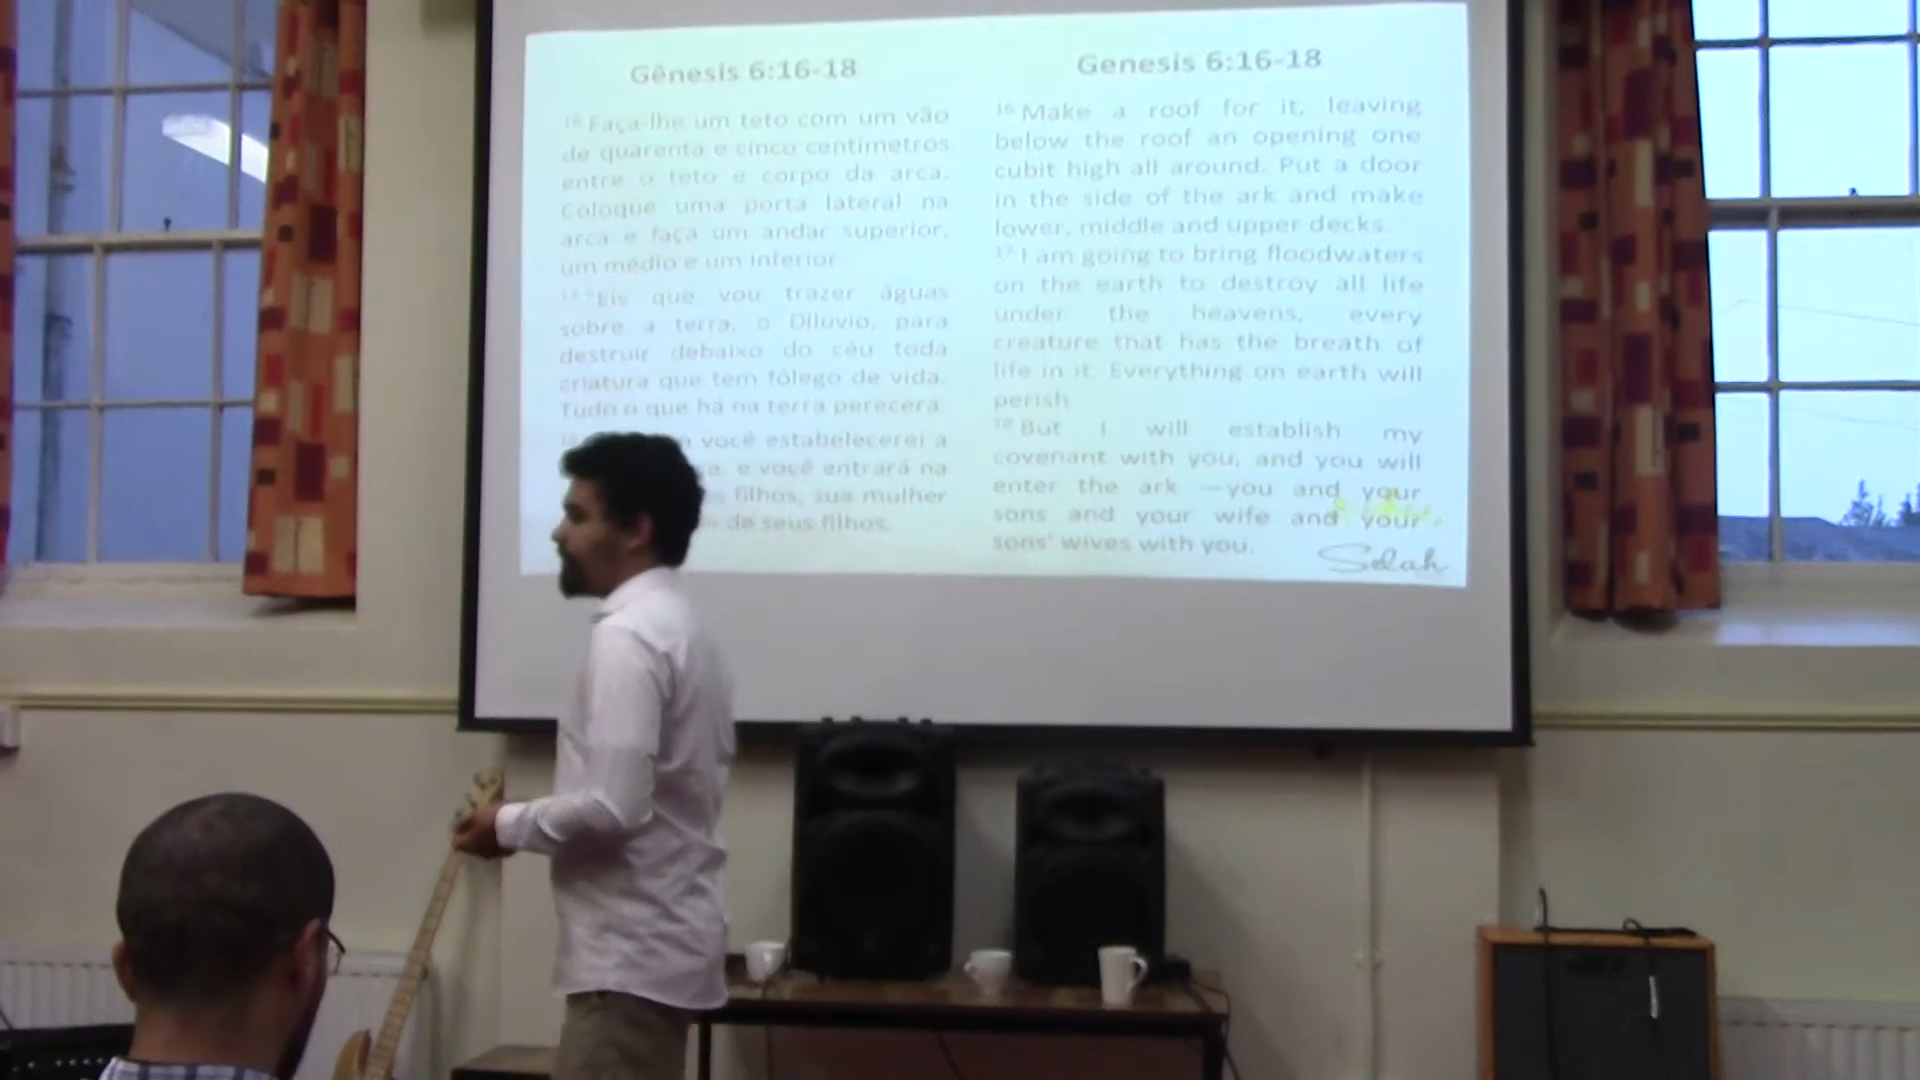 Gênesis 6:16-18
16 Faça-lhe um teto com um vão
de quarenta e cinco centímetros
entre o teto e corpo da arca.
Coloque uma porta lateral na
arca e faça um andar superior,
um médio e um inferior.
17 "Eis que vou trazer águas
sobre a terra, o Dilúvio, para
destruir debaixo do céu toda
criatura que tem fôlego de vida.
Tudo o que há na terra perecerá
18 você estabelecerei a
e você entrará na
filhos, sua mulher
de seus filhos.
Genesis 6:16-18
16 Make a roof for it, leaving
below the roof an opening one
cubit high all around. Put a door
in the side of the ark and make
lower, middle and upper decks.
17 I am going to bring floodwaters
on the earth to destroy all life
under the heavens, every
creature that has the breath of
life in it. Everything on earth will
perish
18 But I will establish my
covenant with you, and you will
enter the ark —you and your
sons and your wife and your
sons' wives with you.
Selah